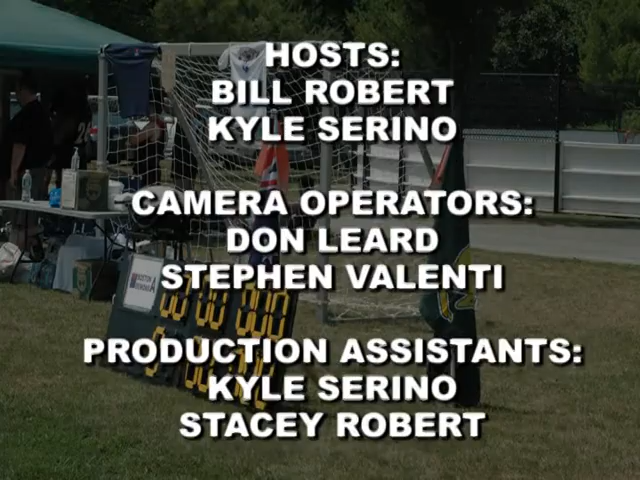 HOSTS:
BILL ROBERT
KYLE SERINO
CAMERA OPERATORS:
DON LEARD
STEPHEN VALENTI
PRODUCTION ASSISTANTS:
KYLE SERINO
STACEY ROBERT